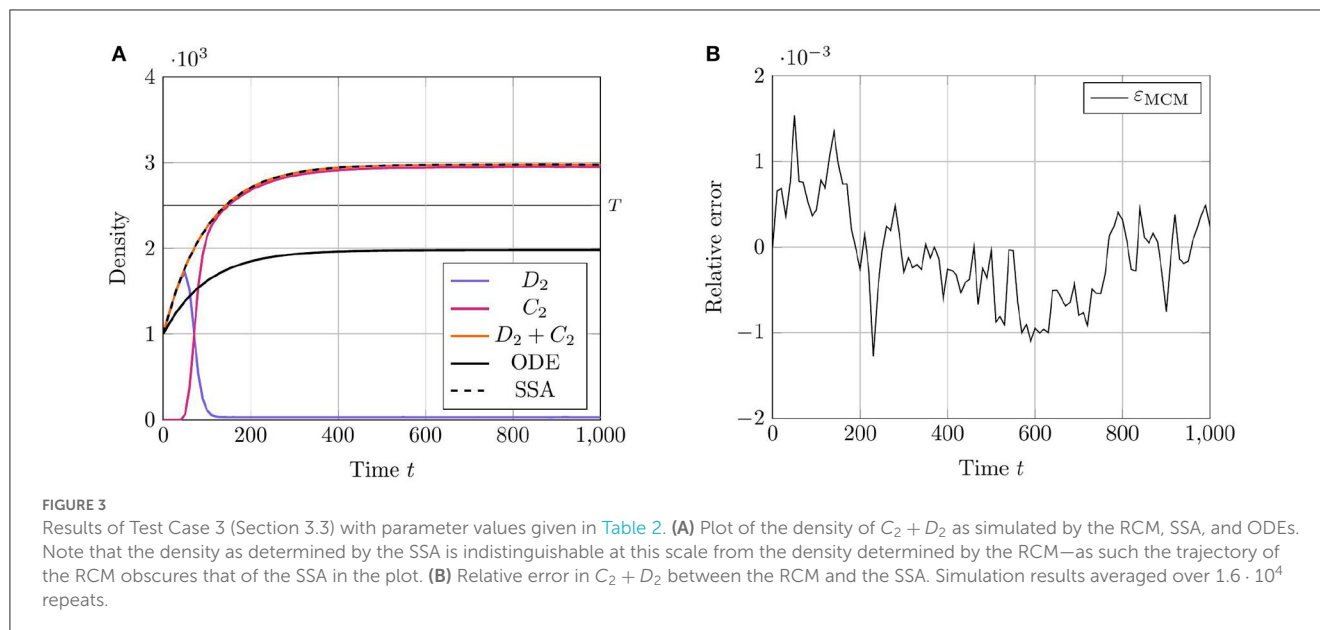 A
·10³
4
3
2
1
0
Density
0
200
400
600
800
1,000
Time t
T
D₂
C₂
D₂ + C₂
ODE
SSA
B
·10⁻³
2
1
0
−1
−2
Relative error
0
200
400
600
800
1,000
Time t
ε_MCM
FIGURE 3
Results of Test Case 3 (Section 3.3) with parameter values given in Table 2. (A) Plot of the density of C₂ + D₂ as simulated by the RCM, SSA, and ODEs.
Note that the density as determined by the SSA is indistinguishable at this scale from the density determined by the RCM—as such the trajectory of
the RCM obscures that of the SSA in the plot. (B) Relative error in C₂ + D₂ between the RCM and the SSA. Simulation results averaged over 1.6 · 10⁴
repeats.